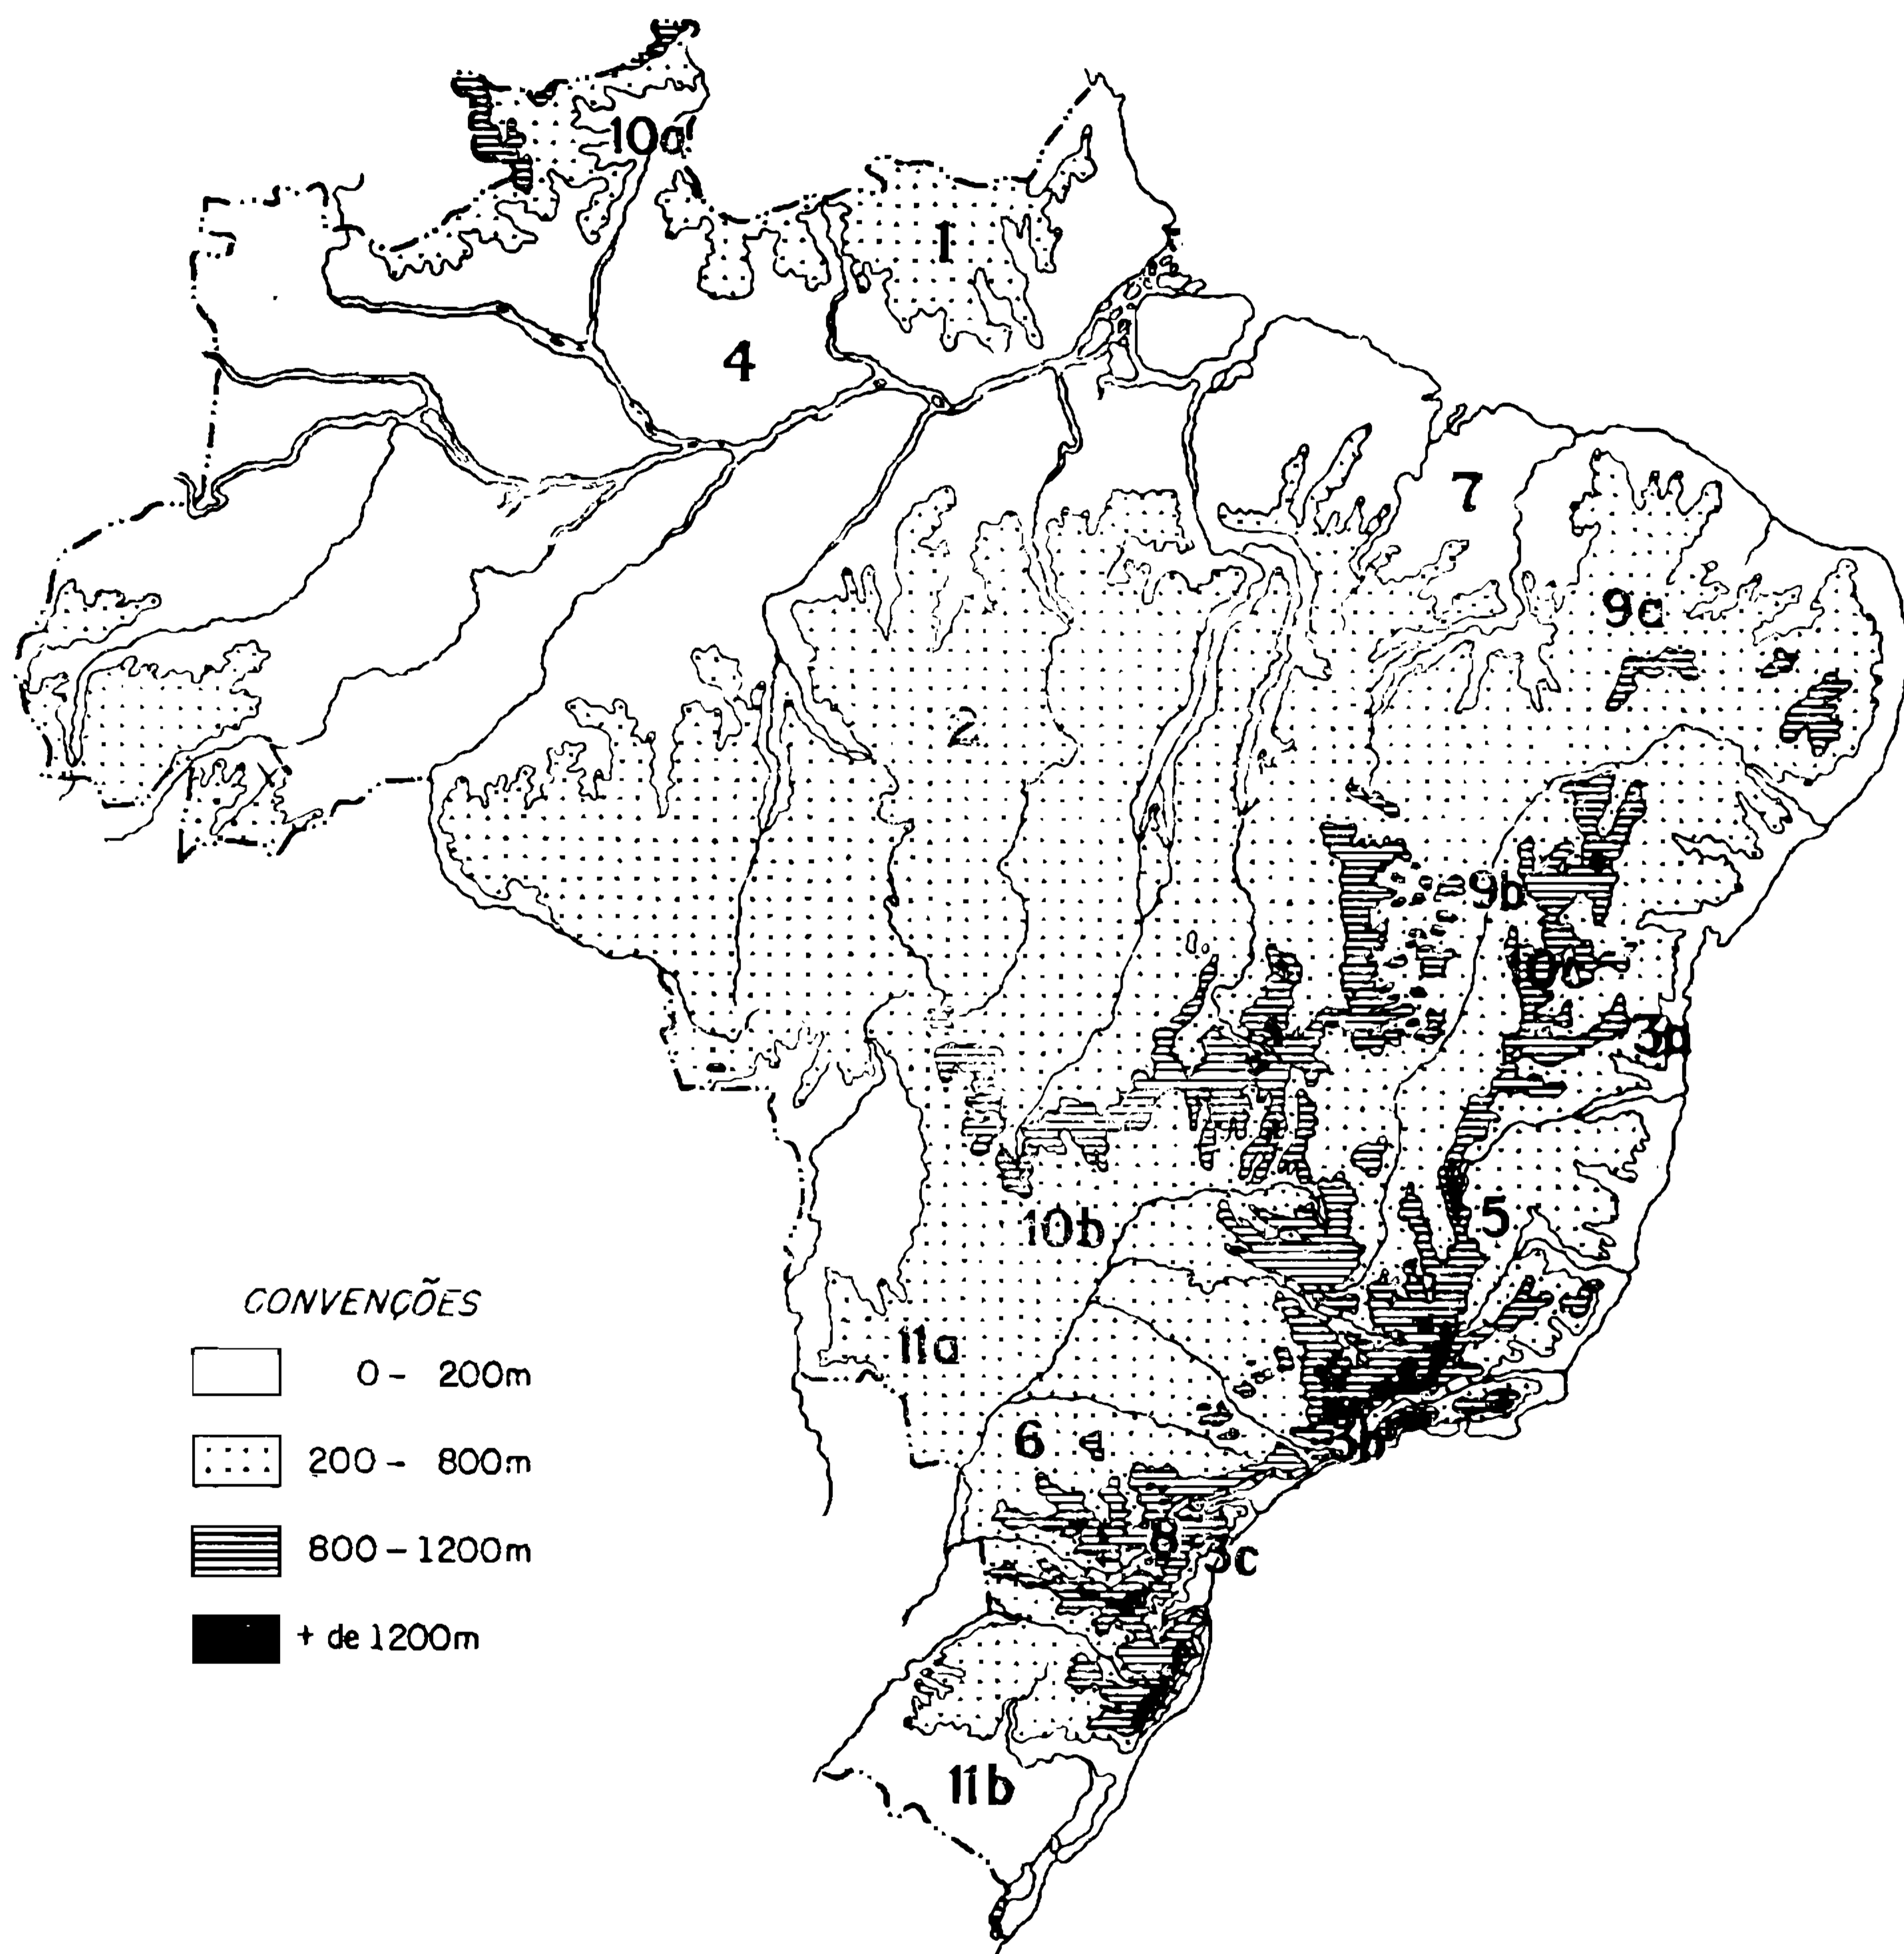 10a
1
4
7
9a
2
9b
10c
3a
5
10b
11a
6
3b
8
3c
11b
CONVENÇÕES
0 - 200m
200 - 800m
800 - 1200m
+ de 1200m